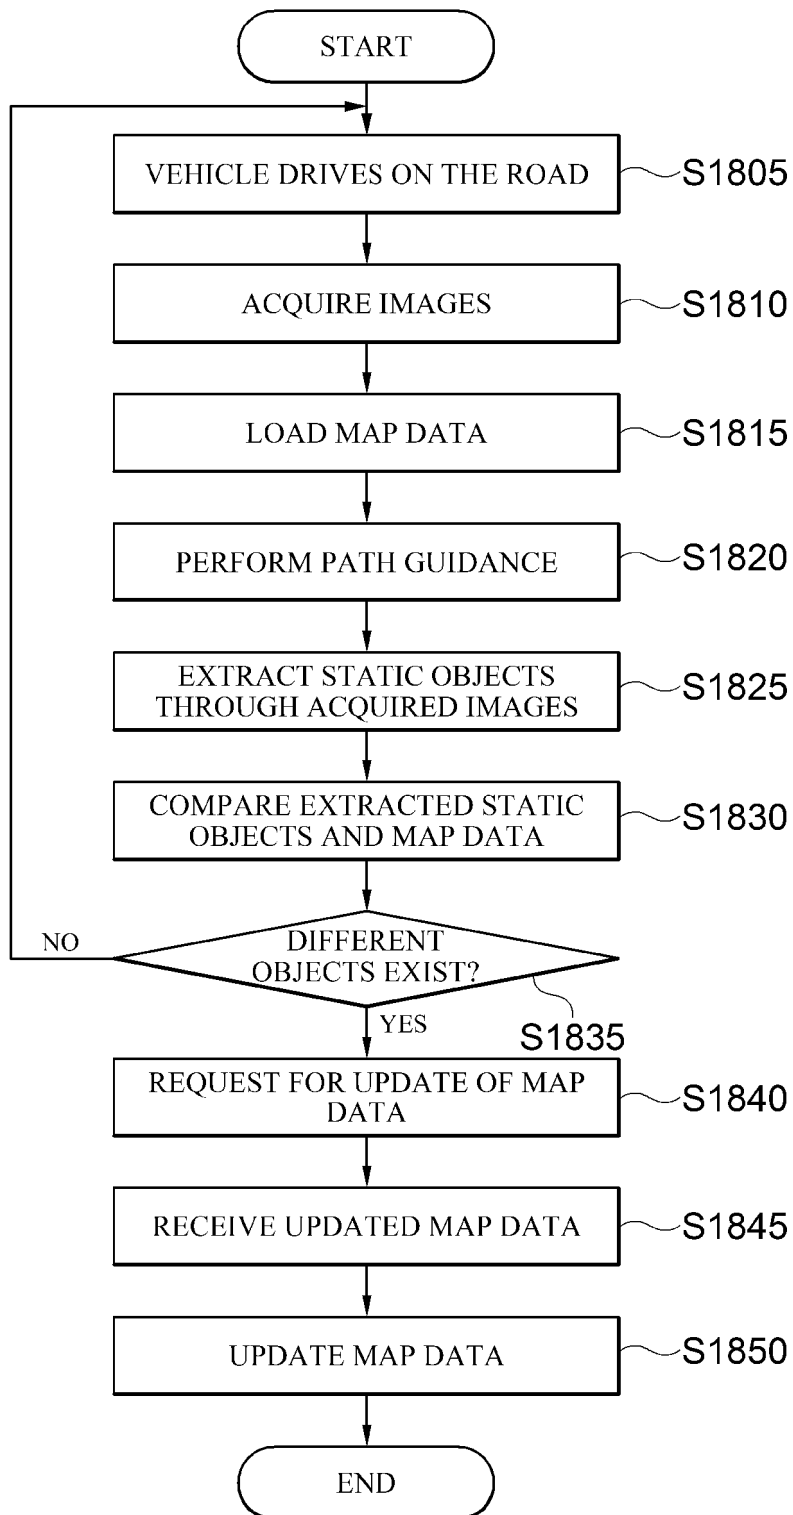 START
VEHICLE DRIVES ON THE ROAD
S1805
ACQUIRE IMAGES
S1810
LOAD MAP DATA
S1815
PERFORM PATH GUIDANCE
S1820
EXTRACT STATIC OBJECTS
THROUGH ACQUIRED IMAGES
S1825
COMPARE EXTRACTED STATIC
OBJECTS AND MAP DATA
S1830
NO
DIFFERENT
OBJECTS EXIST?
YES
S1835
REQUEST FOR UPDATE OF MAP
DATA
S1840
RECEIVE UPDATED MAP DATA
S1845
UPDATE MAP DATA
S1850
END